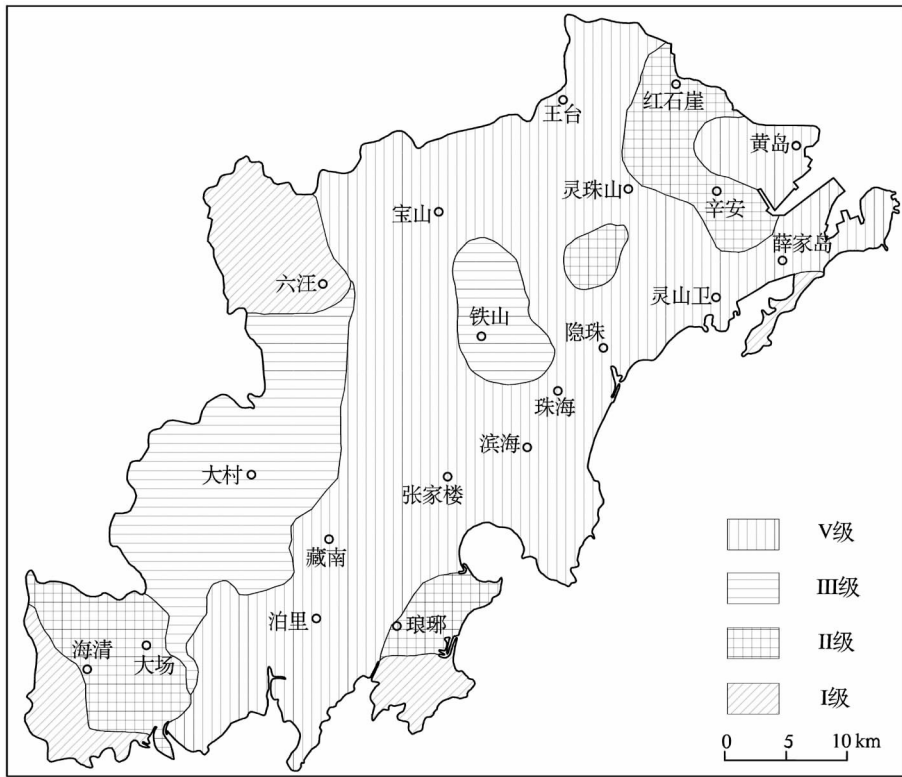 红石崖
王台
黄岛
灵珠山
辛安
宝山
薛家岛
六汪
灵山卫
铁山
隐珠
珠海
滨海
大村
张家楼
藏南
泊里
琅琊
海清
大场
V级
III级
II级
I级
0 5 10 km